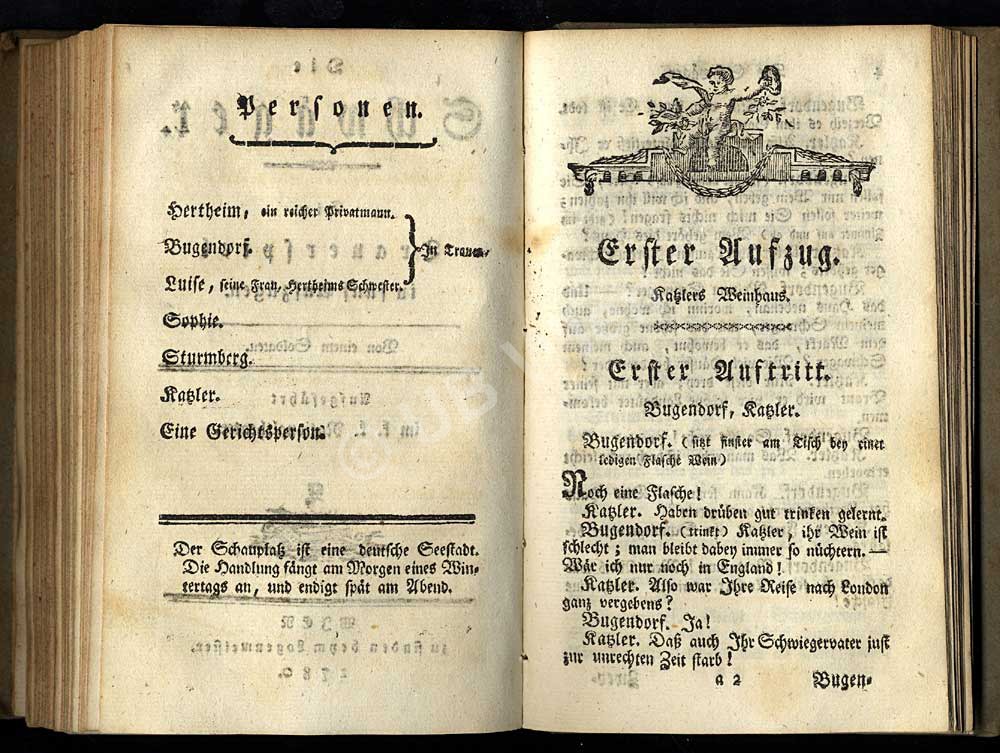 Personen.
Hertheim, ein reicher Privatmann.
Bugendorf.
In Trauer.
Luise, seine Frau, Hertheims Schwester.
Sophie.
Sturmberg.
Katzler.
Eine Gerichtsperson.
Der Schauplatz ist eine deutsche Seestadt.
Die Handlung fängt am Morgen eines Win-
tertags an, und endigt spät am Abend.
Erster Aufzug.
Katzlers Weinhaus.
Erster Auftritt.
Bugendorf, Katzler.
Bugendorf. (sitzt finster am Tisch bey einer
ledigen Flasche Wein)
Noch eine Flasche!
Katzler. Haben drüben gut trinken gelernt.
Bugendorf. (trinkt) Katzler, ihr Wein ist
schlecht; man bleibt dabey immer so nüchtern. —
Wär ich nur noch in England!
Katzler. Also war Ihre Reise nach London
ganz vergebens?
Bugendorf. Ja!
Katzler. Daß auch Ihr Schwiegervater just
zur unrechten Zeit starb!
a 2 Bugen-